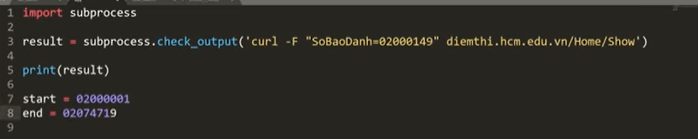 1 import subprocess
2
3 result = subprocess.check_output('curl -F "SoBaoDanh=02000149" diemthi.hcm.edu.vn/Home/Show')
4
5 print(result)
6
7 start = 02000001
8 end = 02074719
9